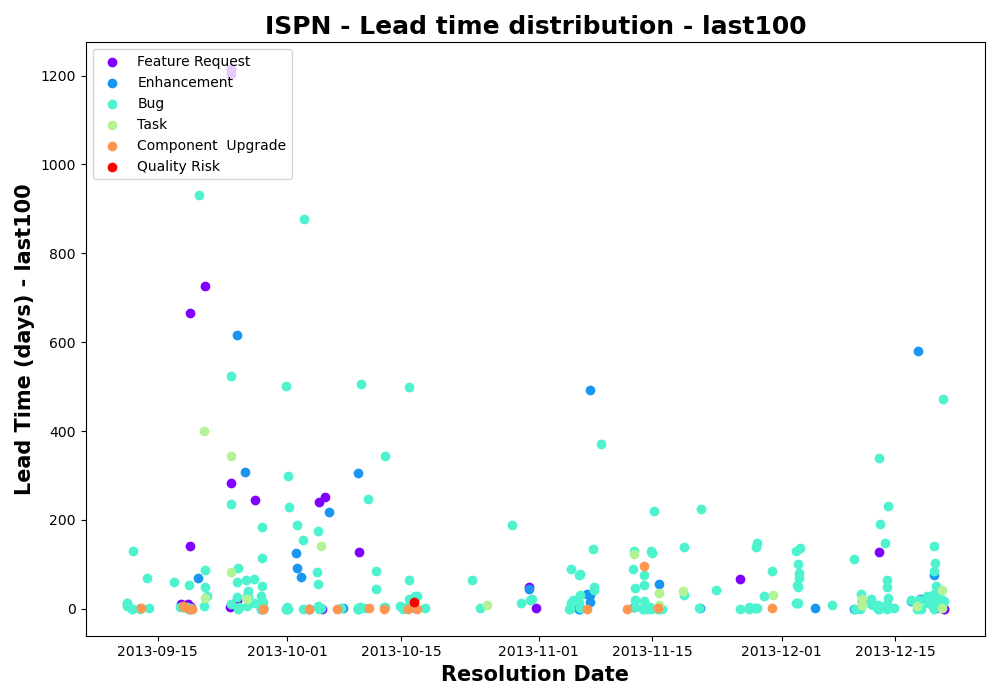 ISPN - Lead time distribution - last100
Feature Request
Enhancement
Bug
Task
Component  Upgrade
Quality Risk
Lead Time (days) - last100
1200
1000
800
600
400
200
0
2013-09-15
2013-10-01
2013-10-15
2013-11-01
2013-11-15
2013-12-01
2013-12-15
Resolution Date